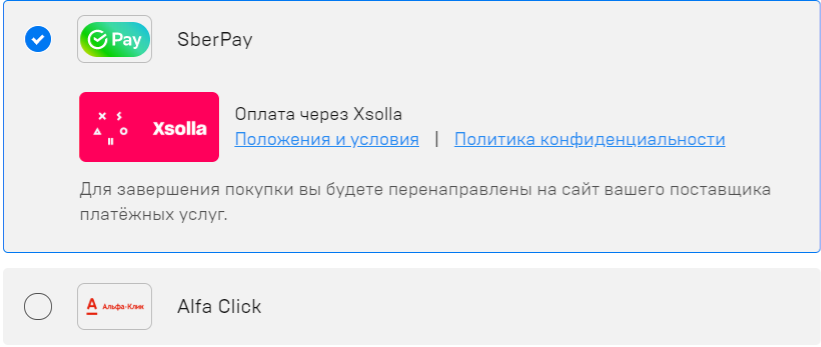 Pay SberPay
Xsolla
Оплата через Xsolla
Положения и условия | Политика конфиденциальности
Для завершения покупки вы будете перенаправлены на сайт вашего поставщика
платёжных услуг.
А Альфа-Клик Alfa Click